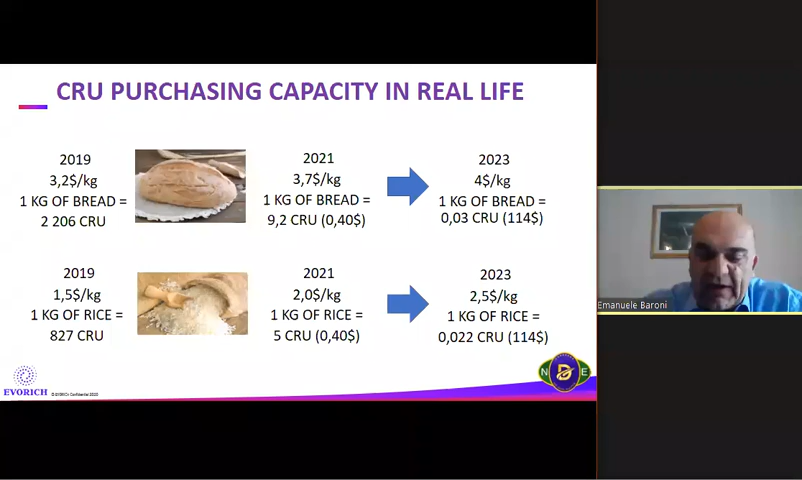 CRU PURCHASING CAPACITY IN REAL LIFE
2019
3,2$/kg
1 KG OF BREAD =
2 206 CRU
2021
3,7$/kg
1 KG OF BREAD =
9,2 CRU (0,40$)
2023
4$/kg
1 KG OF BREAD =
0,03 CRU (114$)
2019
1,5$/kg
1 KG OF RICE =
827 CRU
2021
2,0$/kg
1 KG OF RICE =
5 CRU (0,40$)
2023
2,5$/kg
1 KG OF RICE =
0,022 CRU (114$)
Emanuele Baroni
EVORICH
N D E